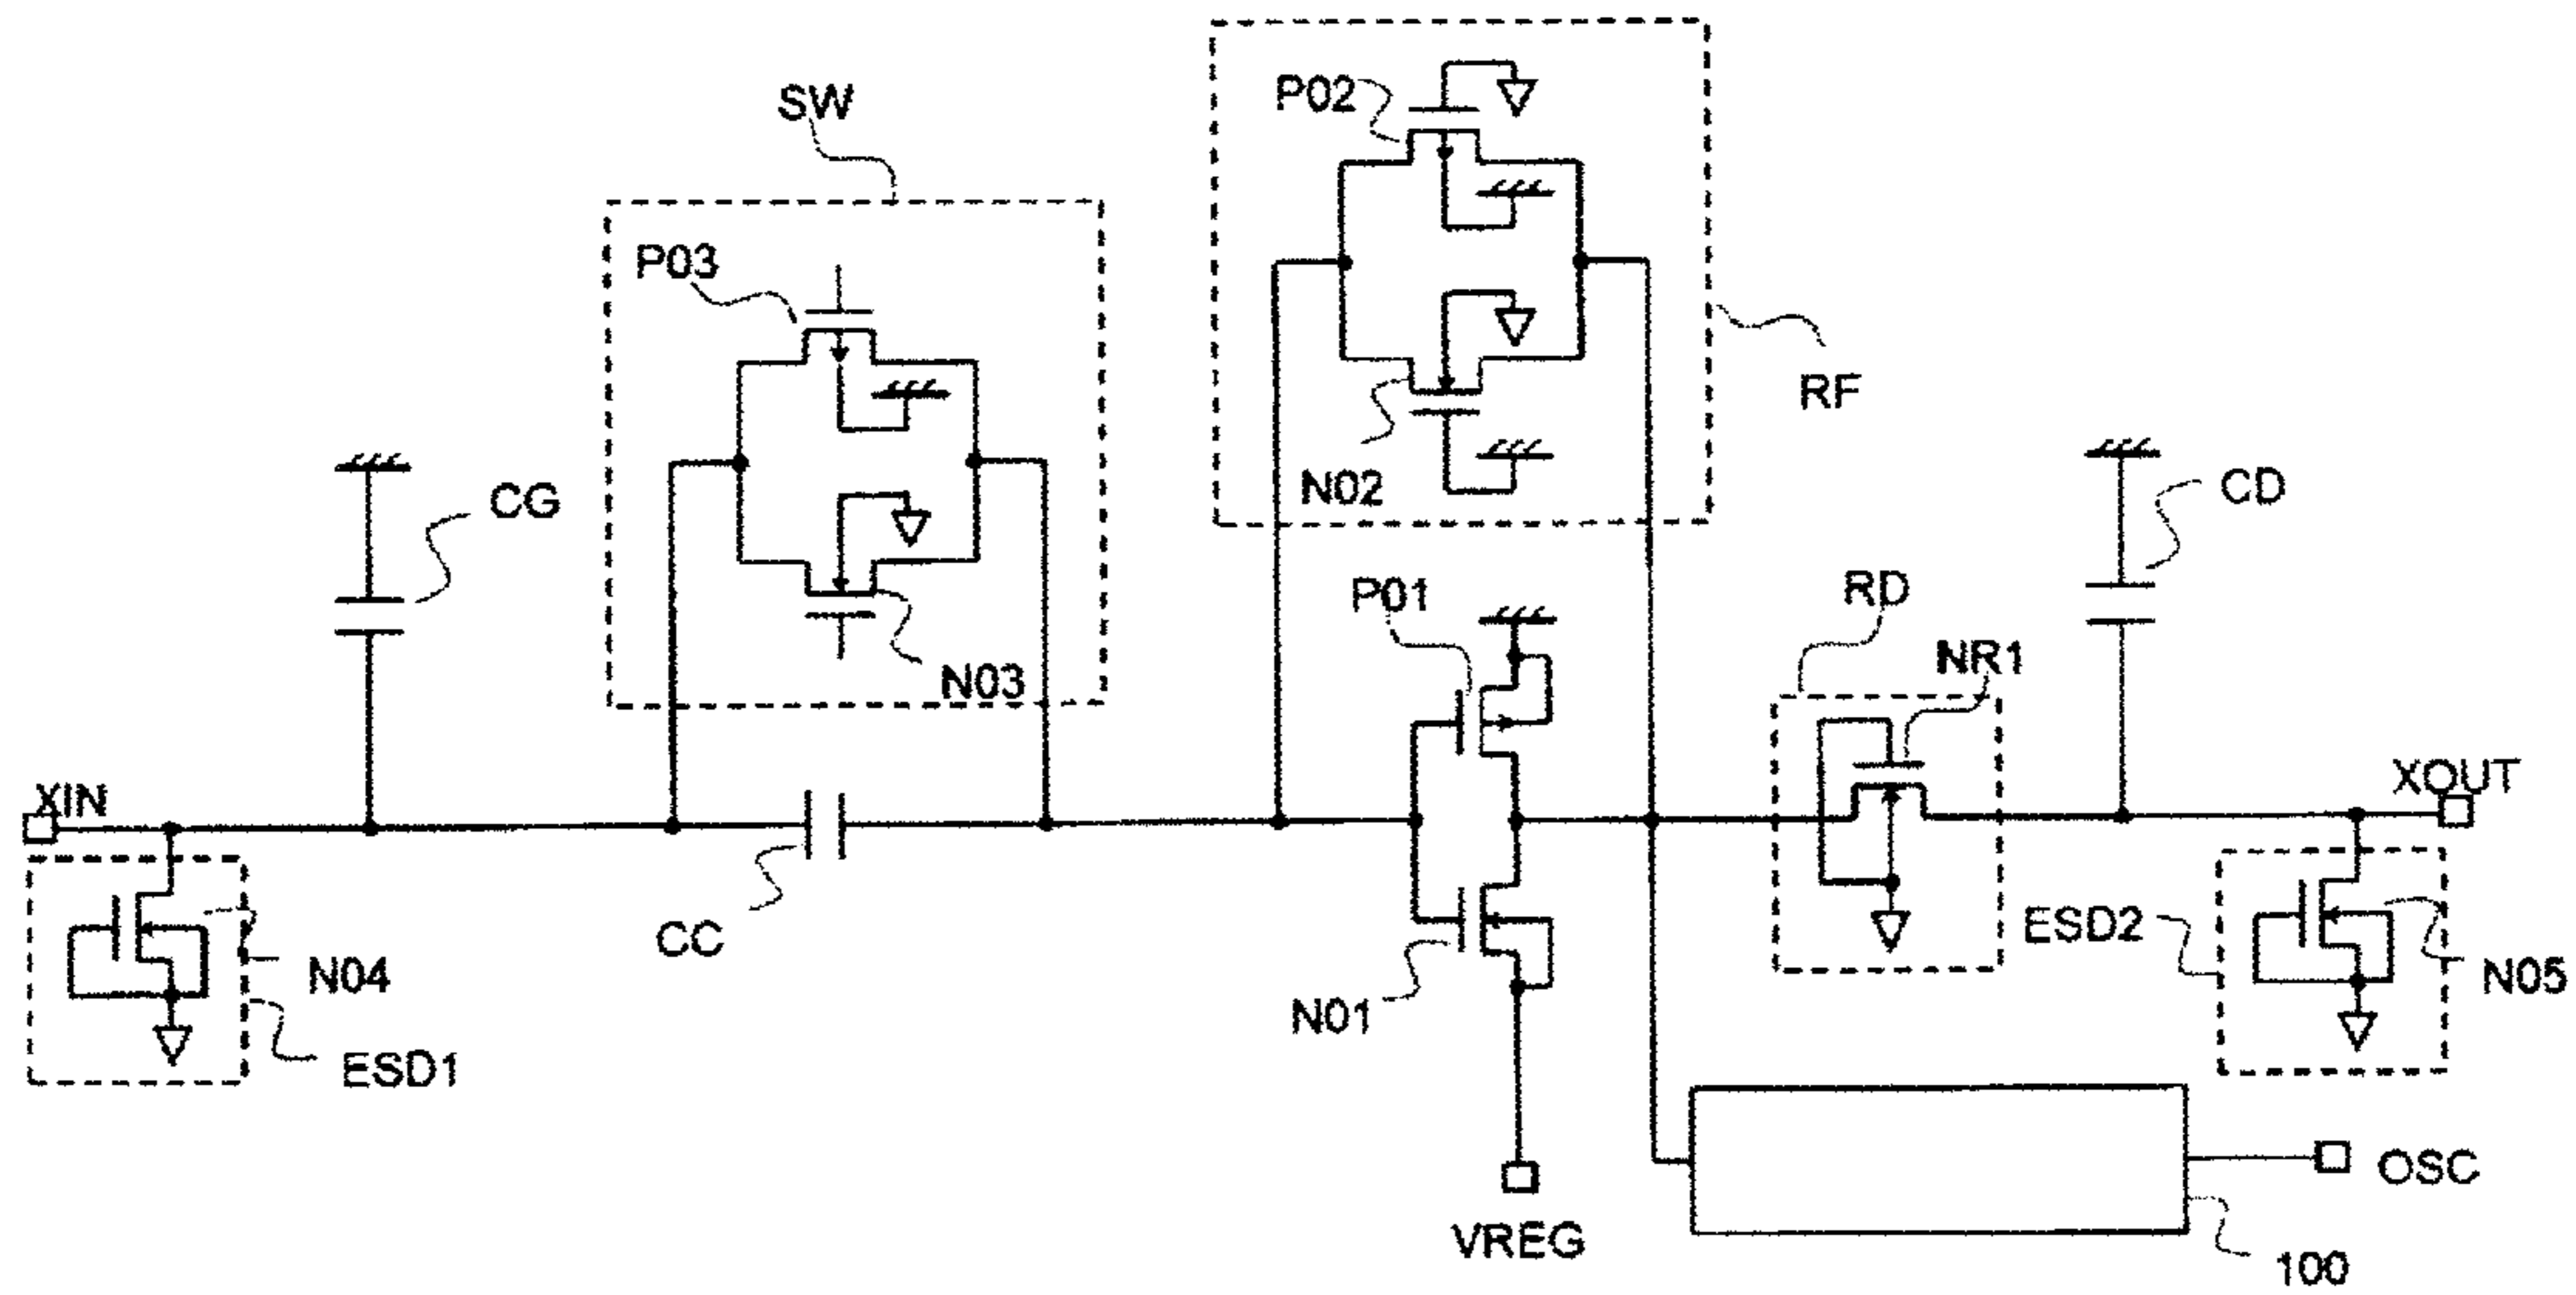 P02
SW
P03
RF
CG
N02
CD
P01
RD
NR1
N03
XIN
XOUT
CC
ESD2
N04
N05
N01
ESD1
OSC
VREG
100